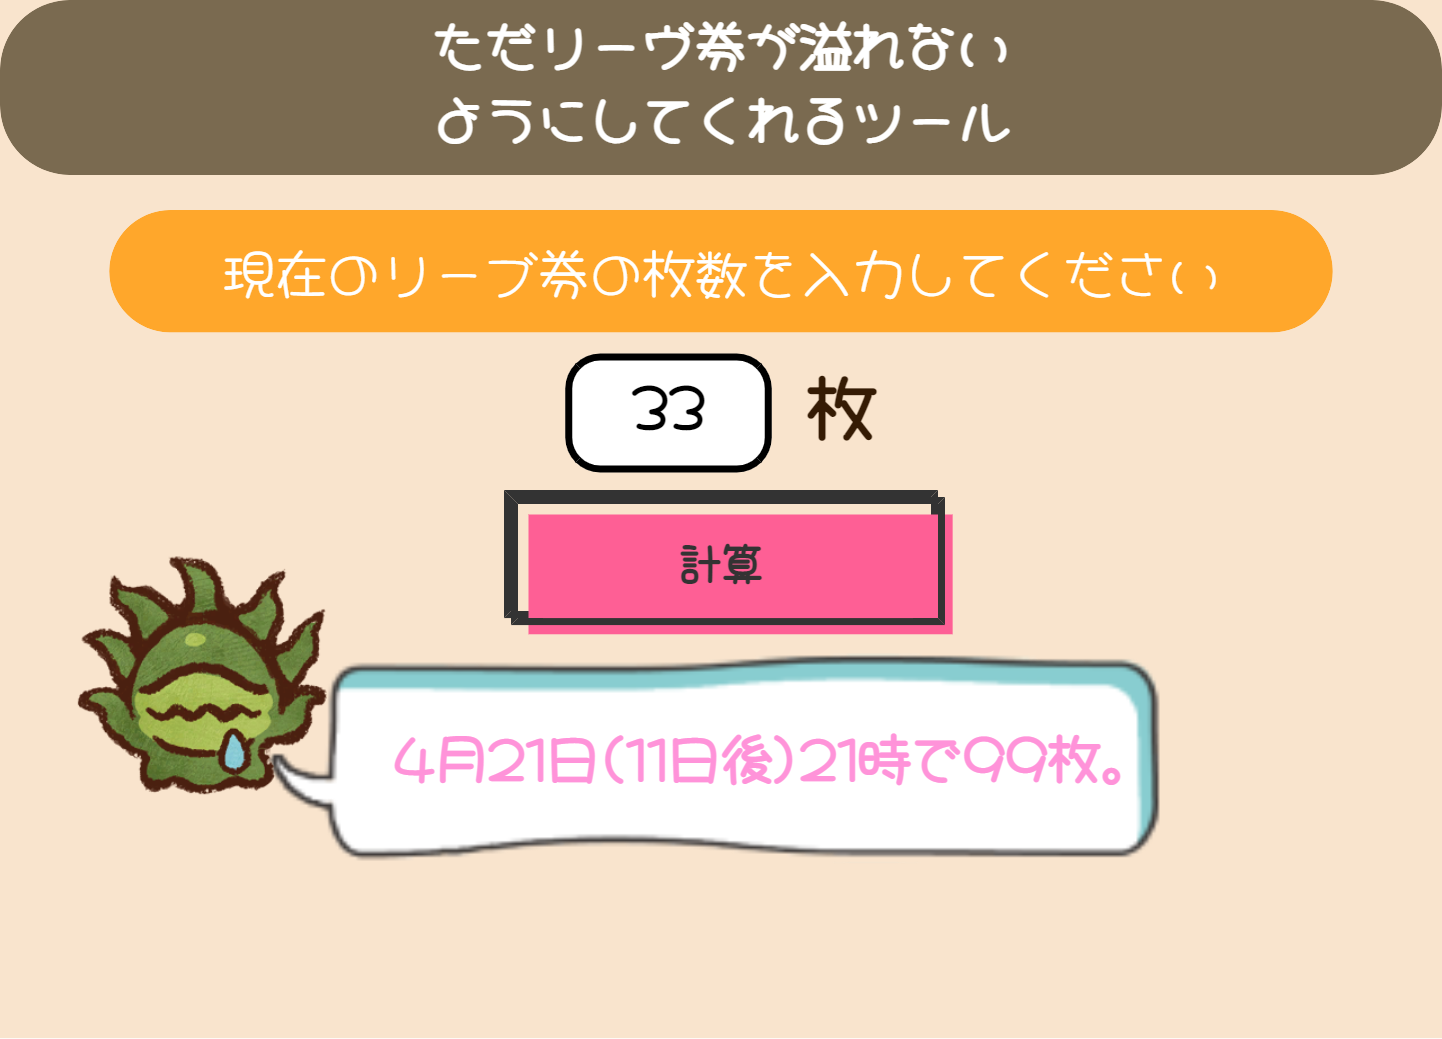 ただリーヴ券が溢れない
ようにしてくれるツール
現在のリーブ券の枚数を入力してください
33 枚
計算
4月21日(11日後)21時で99枚。